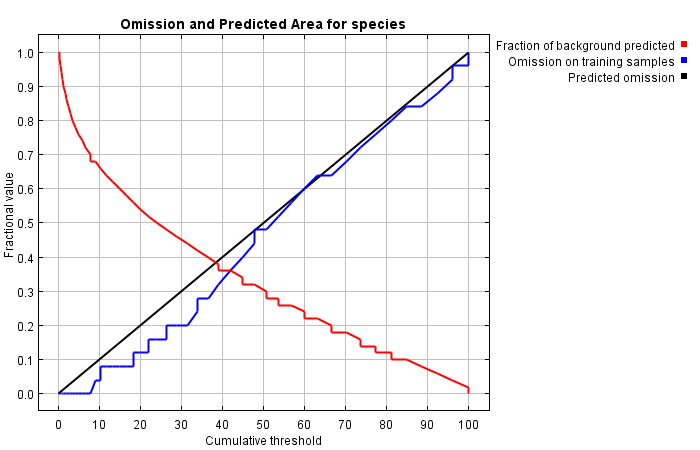 Omission and Predicted Area for species
Fraction of background predicted
Omission on training samples
Predicted omission
Fractional value
1.0
0.9
0.8
0.7
0.6
0.5
0.4
0.3
0.2
0.1
0.0
0 10 20 30 40 50 60 70 80 90 100
Cumulative threshold